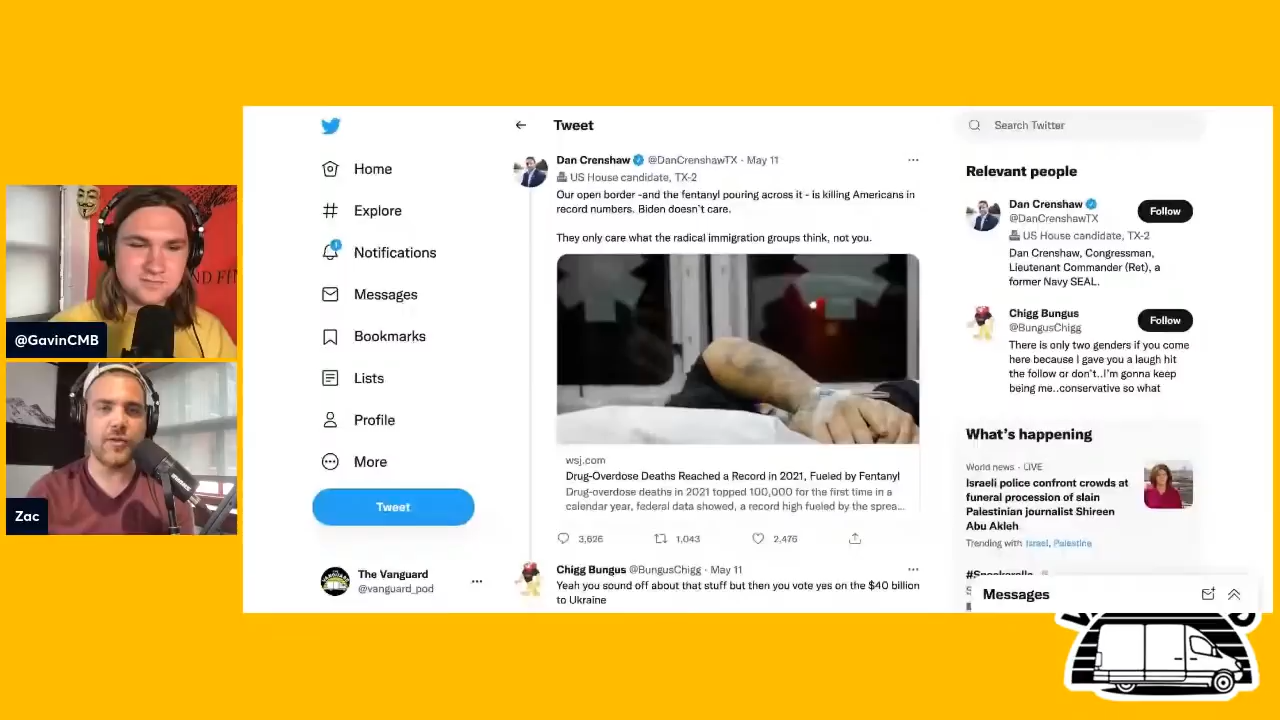 Home
Explore
Notifications
1
Messages
Bookmarks
Lists
Profile
More
Tweet
The Vanguard
@vanguard_pod
Tweet
Dan Crenshaw @DanCrenshawTX · May 11
US House candidate, TX-2
Our open border -and the fentanyl pouring across it - is killing Americans in
record numbers. Biden doesn't care.
They only care what the radical immigration groups think, not you.
wsj.com
Drug-Overdose Deaths Reached a Record in 2021, Fueled by Fentanyl
Drug-overdose deaths in 2021 topped 100,000 for the first time in a
calendar year, federal data showed, a record high fueled by the sprea...
3,626
1,043
2,476
Chigg Bungus @BungusChigg · May 11
Yeah you sound off about that stuff but then you vote yes on the $40 billion
to Ukraine
Search Twitter
Relevant people
Dan Crenshaw
@DanCrenshawTX
Follow
US House candidate, TX-2
Dan Crenshaw, Congressman,
Lieutenant Commander (Ret), a
former Navy SEAL.
Chigg Bungus
@BungusChigg
Follow
There is only two genders if you come
here because I gave you a laugh hit
the follow or don't..I'm gonna keep
being me..conservative so what
What's happening
World news · LIVE
Israeli police confront crowds at
funeral procession of slain
Palestinian journalist Shireen
Abu Akleh
Trending with Israel, Palestine
Messages
@GavinCMB
Zac